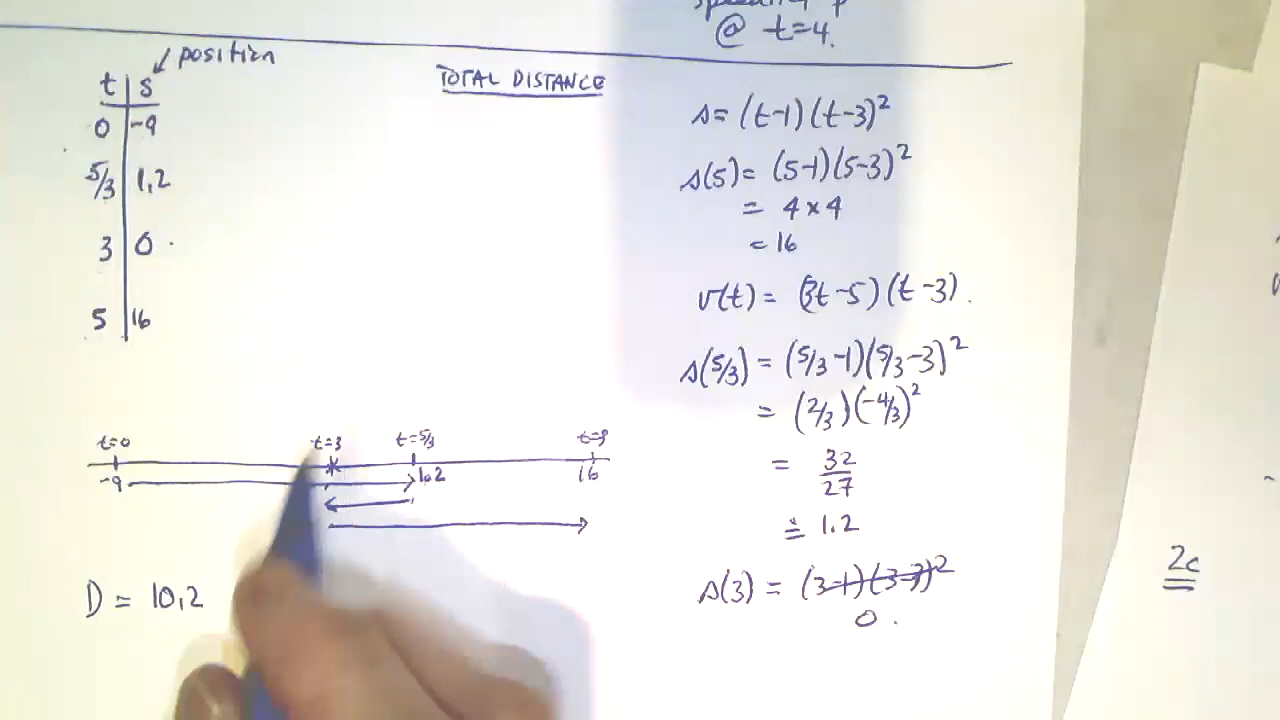 @ t=4.
position
TOTAL DISTANCE
t s
0 -9
5/3 1,2
3 0
5 16
s=(t-1)(t-3)²
s(5)=(5-1)(5-3)²
= 4×4
= 16
v(t) = (3t-5)(t-3).
s(5/3) = (5/3-1)(5/3-3)²
= (2/3)(-4/3)²
= 32/27
≐ 1.2
s(3) = (3-1)(3-3)²
0.
t=0 t=3 t=5/3
-9 1.2 16
D = 10,2
2c